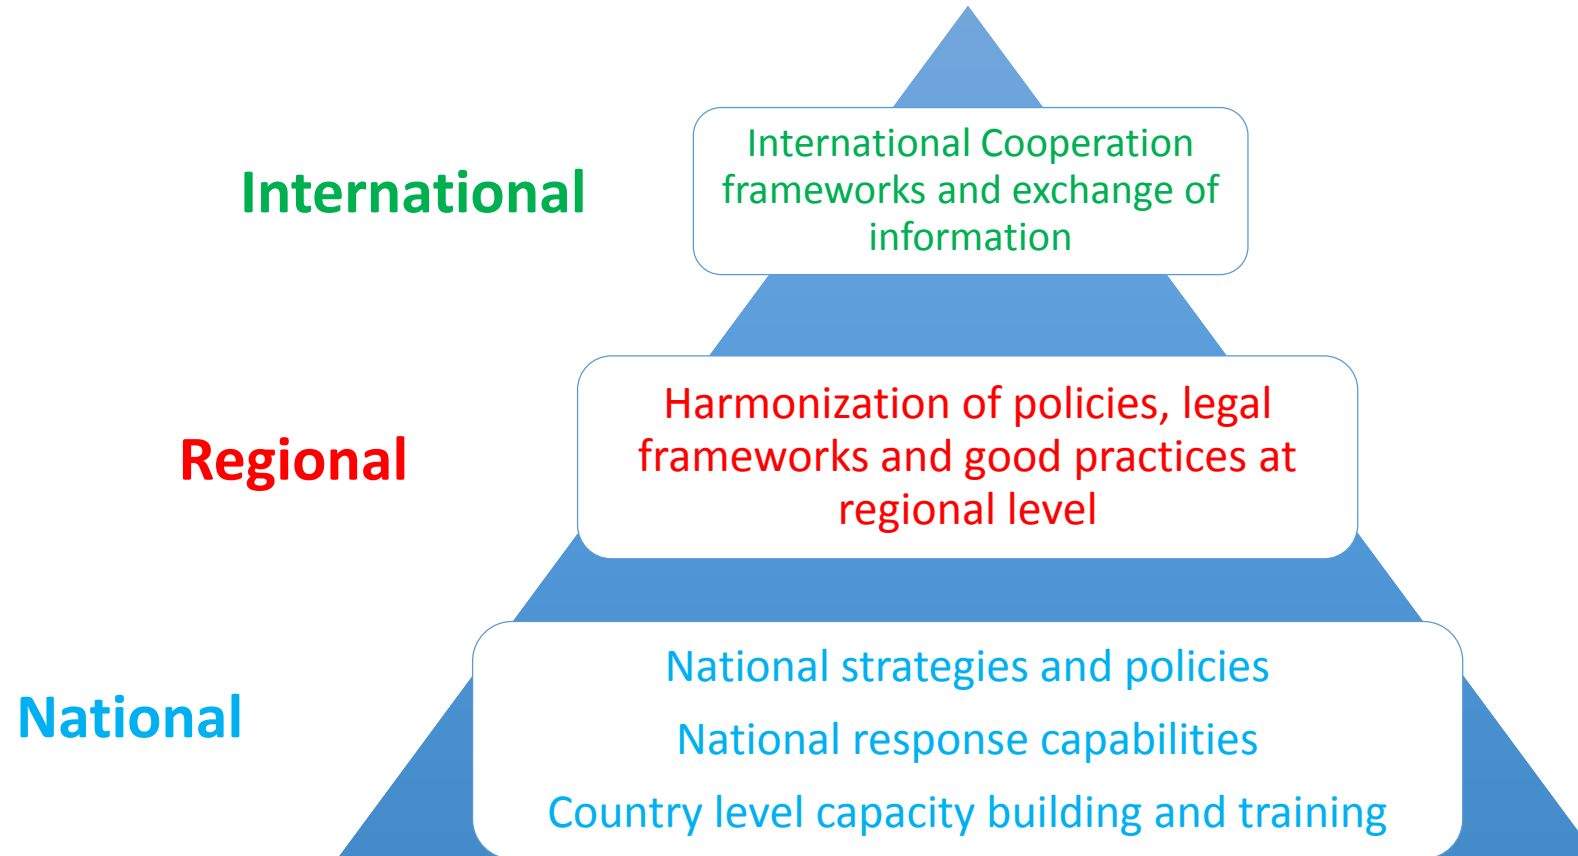 International
International Cooperation
frameworks and exchange of
information
Regional
Harmonization of policies, legal
frameworks and good practices at
regional level
National
National strategies and policies
National response capabilities
Country level capacity building and training